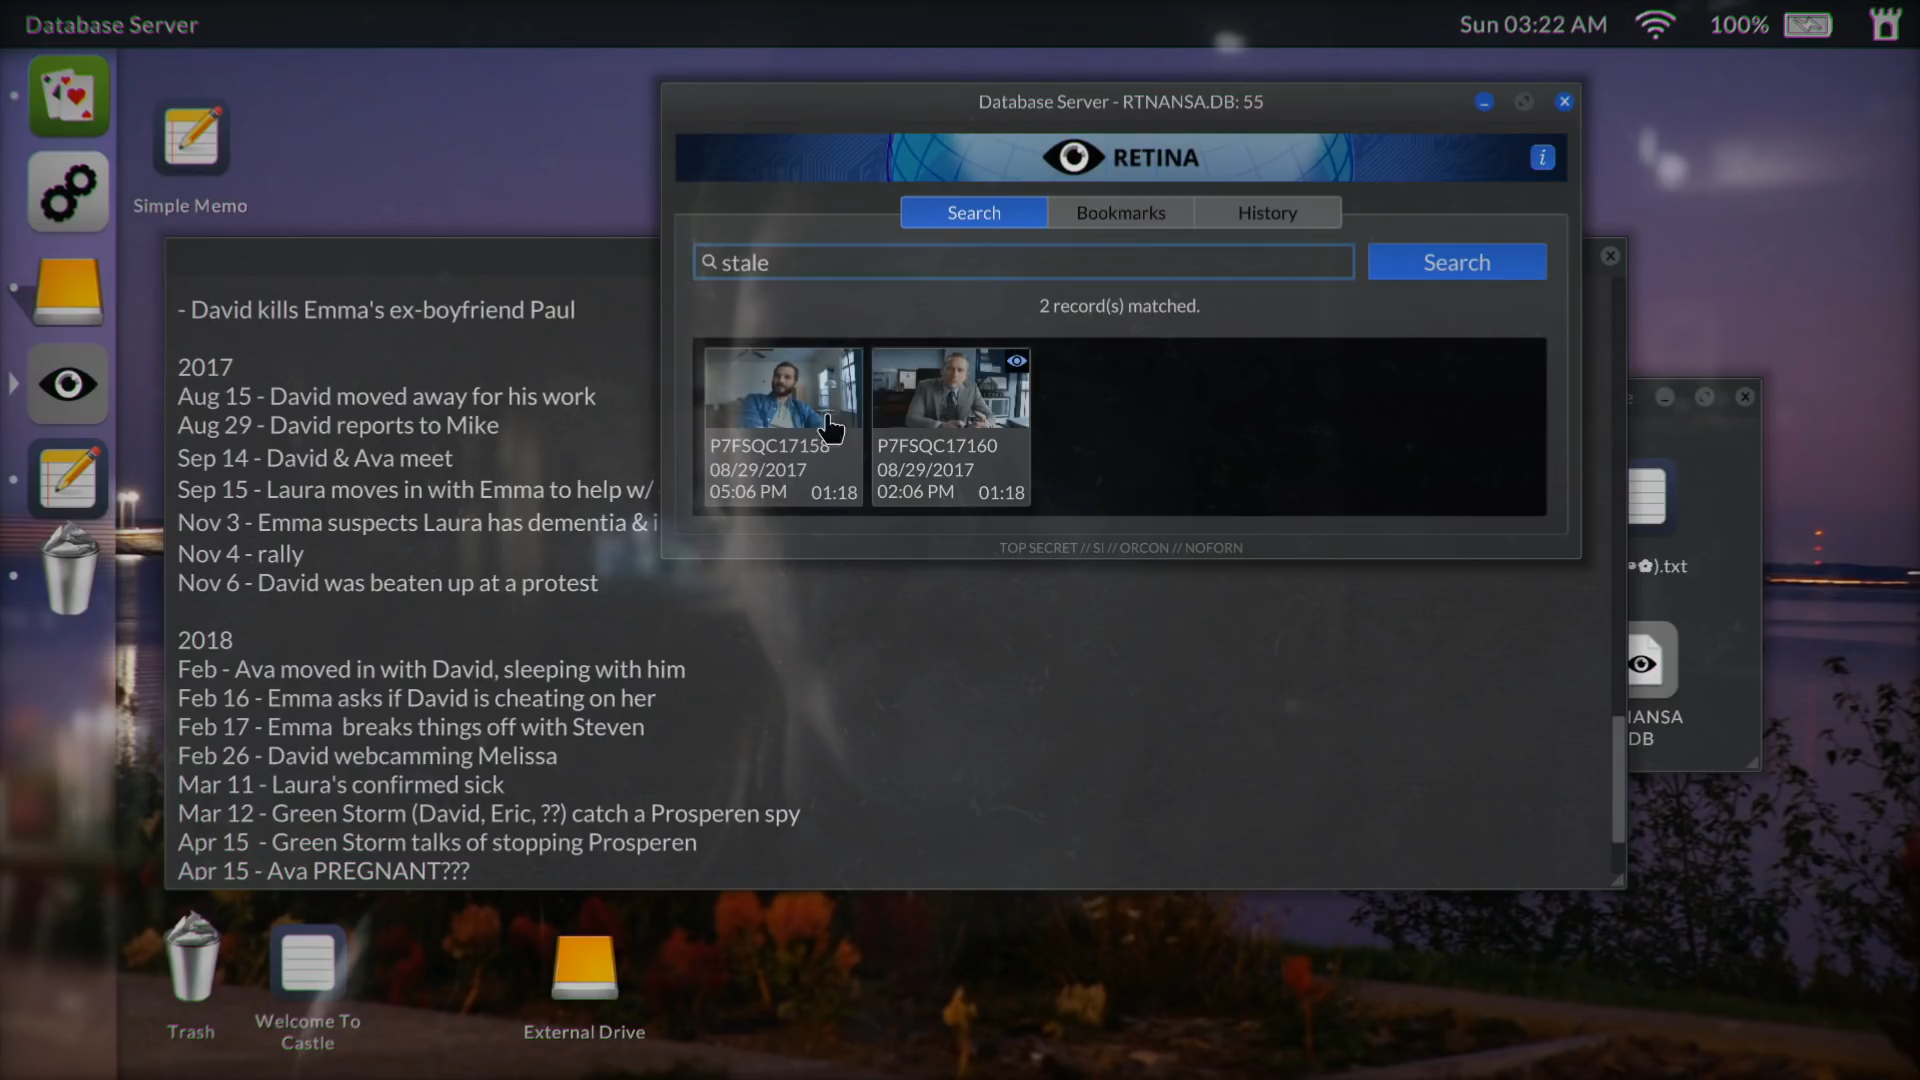 Database Server
Sun 03:22 AM
100%
Simple Memo
Database Server - RTNANSA.DB: 55
RETINA
i
Search
Bookmarks
History
stale
Search
2 record(s) matched.
P7FSQC17158
08/29/2017
05:06 PM 01:18
P7FSQC17160
08/29/2017
02:06 PM 01:18
TOP SECRET // SI // ORCON // NOFORN
- David kills Emma's ex-boyfriend Paul
2017
Aug 15 - David moved away for his work
Aug 29 - David reports to Mike
Sep 14 - David & Ava meet
Sep 15 - Laura moves in with Emma to help w/
Nov 3 - Emma suspects Laura has dementia & i
Nov 4 - rally
Nov 6 - David was beaten up at a protest
2018
Feb - Ava moved in with David, sleeping with him
Feb 16 - Emma asks if David is cheating on her
Feb 17 - Emma  breaks things off with Steven
Feb 26 - David webcamming Melissa
Mar 11 - Laura's confirmed sick
Mar 12 - Green Storm (David, Eric, ??) catch a Prosperen spy
Apr 15  - Green Storm talks of stopping Prosperen
Apr 15 - Ava PREGNANT???
✿).txt
IANSA
DB
Trash
Welcome To
Castle
External Drive